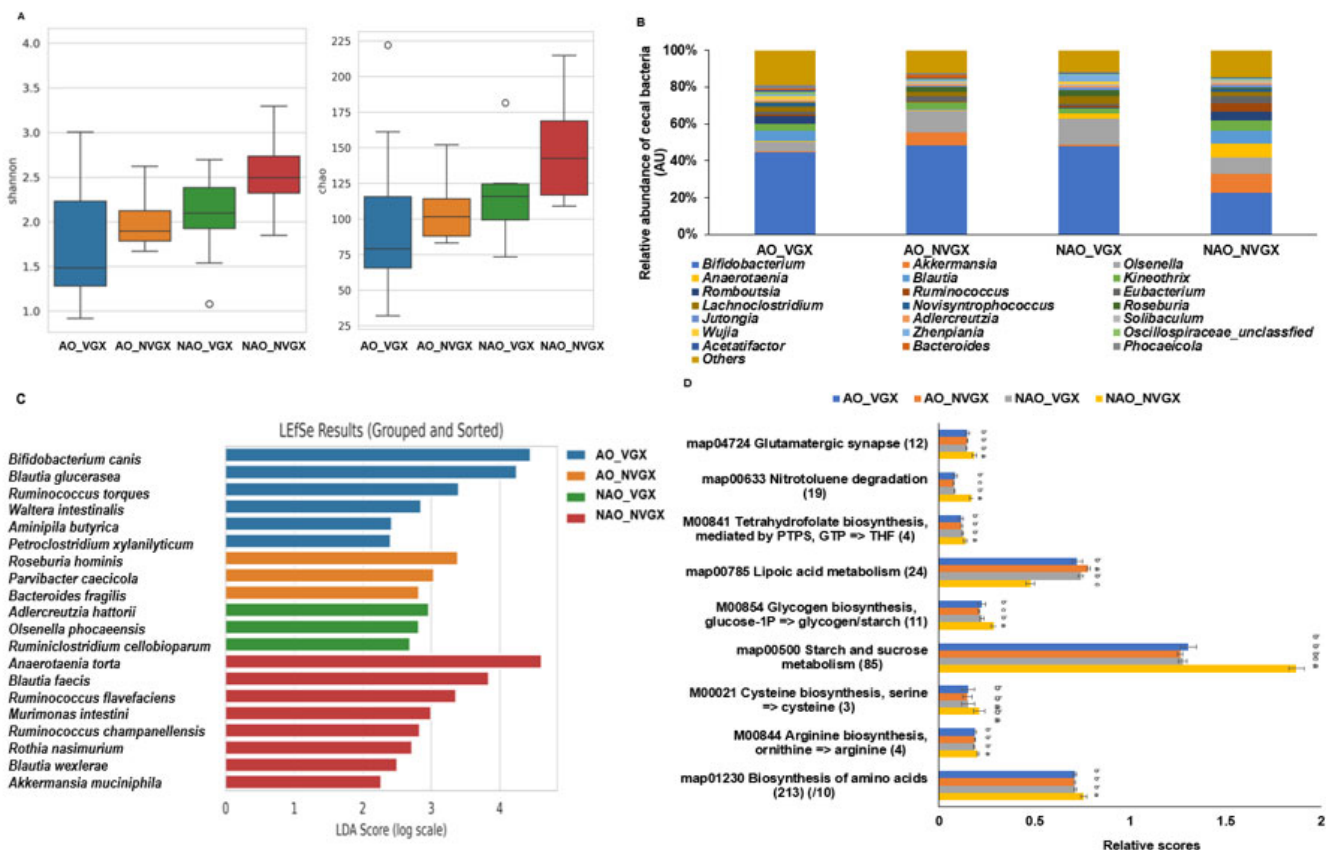 A
shannon
4.0
3.5
3.0
2.5
2.0
1.5
1.0
AO_VGX AO_NVGX NAO_VGX NAO_NVGX
chao
225
200
175
150
125
100
75
50
25
AO_VGX AO_NVGX NAO_VGX NAO_NVGX
B
Relative abundance of cecal bacteria
(AU)
100%
80%
60%
40%
20%
0%
AO_VGX AO_NVGX NAO_VGX NAO_NVGX
Bifidobacterium Akkermansia Olsenella
Anaerotaenia Blautia Kineothrix
Romboutsia Ruminococcus Eubacterium
Lachnoclostridium Novisyntrophococcus Roseburia
Jutongia Adlercreutzia Solibaculum
Wujia Zhenpiania Oscillospiraceae_unclassfied
Acetatifactor Bacteroides Phocaeicola
Others
C
LEfSe Results (Grouped and Sorted)
Bifidobacterium canis
Blautia glucerasea
Ruminococcus torques
Waltera intestinalis
Aminipila butyrica
Petroclostridium xylanilyticum
Roseburia hominis
Parvibacter caecicola
Bacteroides fragilis
Adlercreutzia hattorii
Olsenella phocaeensis
Ruminiclostridium cellobioparum
Anaerotaenia torta
Blautia faecis
Ruminococcus flavefaciens
Murimonas intestini
Ruminococcus champanellensis
Rothia nasimurium
Blautia wexlerae
Akkermansia muciniphila
0 1 2 3 4
LDA Score (log scale)
AO_VGX
AO_NVGX
NAO_VGX
NAO_NVGX
D
AO_VGX AO_NVGX NAO_VGX NAO_NVGX
map04724 Glutamatergic synapse (12)
map00633 Nitrotoluene degradation
(19)
M00841 Tetrahydrofolate biosynthesis,
mediated by PTPS, GTP => THF (4)
map00785 Lipoic acid metabolism (24)
M00854 Glycogen biosynthesis,
glucose-1P => glycogen/starch (11)
map00500 Starch and sucrose
metabolism (85)
M00021 Cysteine biosynthesis, serine
=> cysteine (3)
M00844 Arginine biosynthesis,
ornithine => arginine (4)
map01230 Biosynthesis of amino acids
(213) (/10)
0 0.5 1 1.5 2
Relative scores